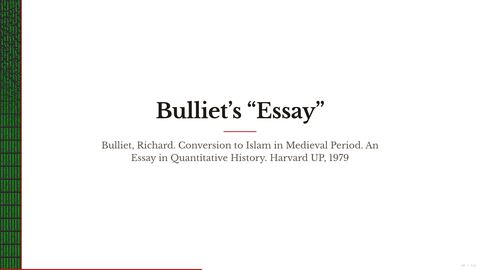 Bulliet’s “Essay”
Bulliet, Richard. Conversion to Islam in Medieval Period. An
Essay in Quantitative History. Harvard UP, 1979